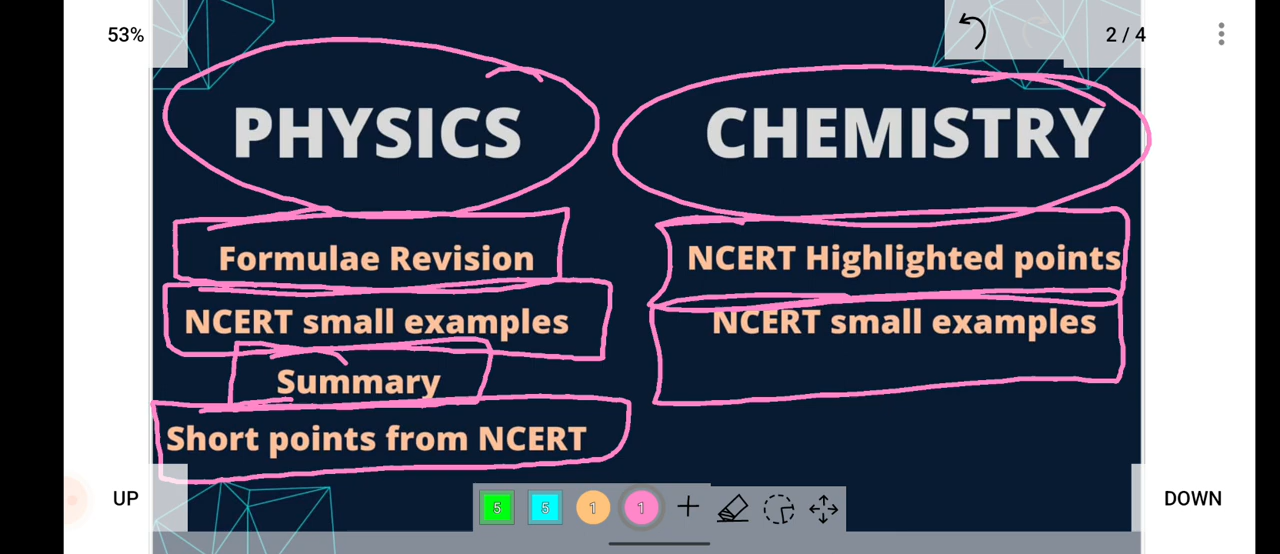 53%
2 / 4
PHYSICS
Formulae Revision
NCERT small examples
Summary
Short points from NCERT
CHEMISTRY
NCERT Highlighted points
NCERT small examples
UP
5
5
1
1
DOWN